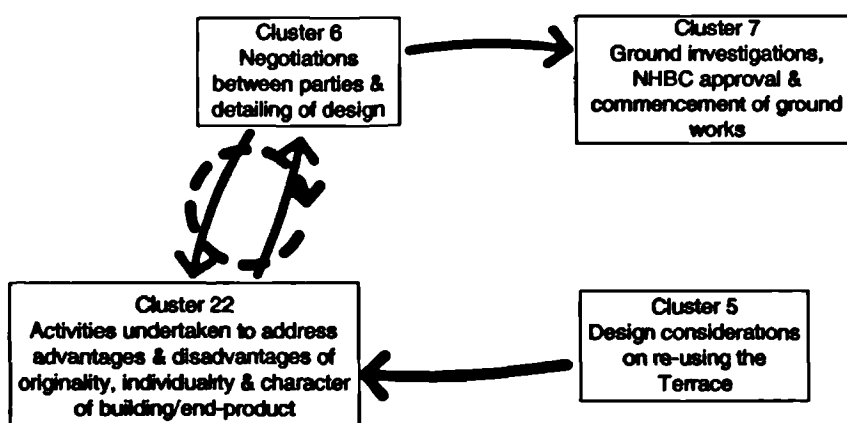 Cluster 6
Negotiations
between parties &
detailing of design
Cluster 7
Ground investigations,
NHBC approval &
commencement of ground
works
Cluster 22
Activities undertaken to address
advantages & disadvantages of
originality, individuality & character
of building/end-product
Cluster 5
Design considerations
on re-using the
Terrace